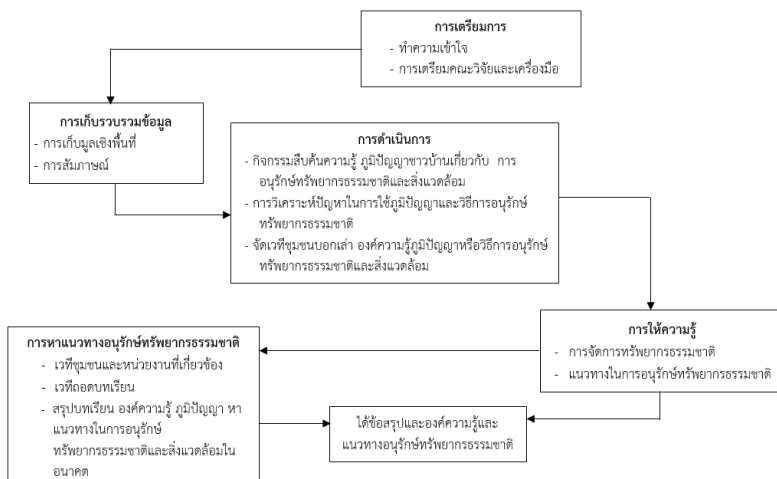 การเตรียมการ
- ทำความเข้าใจ
- การเตรียมคณะวิจัยและเครื่องมือ
การเก็บรวบรวมข้อมูล
- การเก็บมูลเชิงพื้นที่
- การสัมภาษณ์
การดำเนินการ
- กิจกรรมสืบค้นความรู้ ภูมิปัญญาชาวบ้านเกี่ยวกับ การ
อนุรักษ์ทรัพยากรธรรมชาติและสิ่งแวดล้อม
- การวิเคราะห์ปัญหาในการใช้ภูมิปัญญาและวิธีการอนุรักษ์
ทรัพยากรธรรมชาติ
- จัดเวทีชุมชนบอกเล่า องค์ความรู้ภูมิปัญญาหรือวิธีการอนุรักษ์
ทรัพยากรธรรมชาติและสิ่งแวดล้อม
การให้ความรู้
- การจัดการทรัพยากรธรรมชาติ
- แนวทางในการอนุรักษ์ทรัพยากรธรรมชาติ
การหาแนวทางอนุรักษ์ทรัพยากรธรรมชาติ
- เวทีชุมชนและหน่วยงานที่เกี่ยวข้อง
- เวทีถอดบทเรียน
- สรุปบทเรียน องค์ความรู้ ภูมิปัญญา หา
แนวทางในการอนุรักษ์
ทรัพยากรธรรมชาติและสิ่งแวดล้อมใน
อนาคต
ได้ข้อสรุปและองค์ความรู้และ
แนวทางอนุรักษ์ทรัพยากรธรรมชาติ